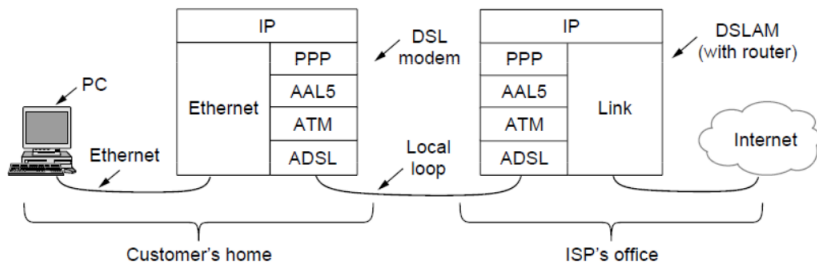 IP
PPP
AAL5
ATM
ADSL
Ethernet
DSL
modem
PC
Ethernet
Local
loop
IP
PPP
AAL5
ATM
ADSL
Link
DSLAM
(with router)
Internet
Customer's home
ISP's office